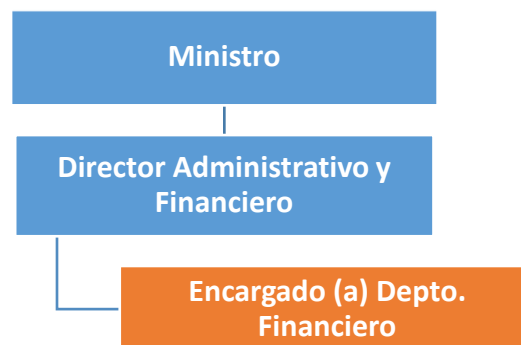 Ministro
Director Administrativo y
Financiero
Encargado (a) Depto.
Financiero